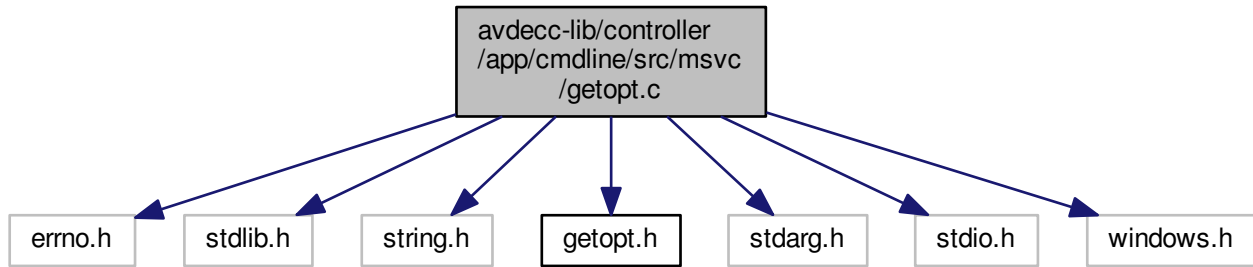 avdecc-lib/controller
/app/cmdline/src/msvc
/getopt.c
errno.h
stdlib.h
string.h
getopt.h
stdarg.h
stdio.h
windows.h